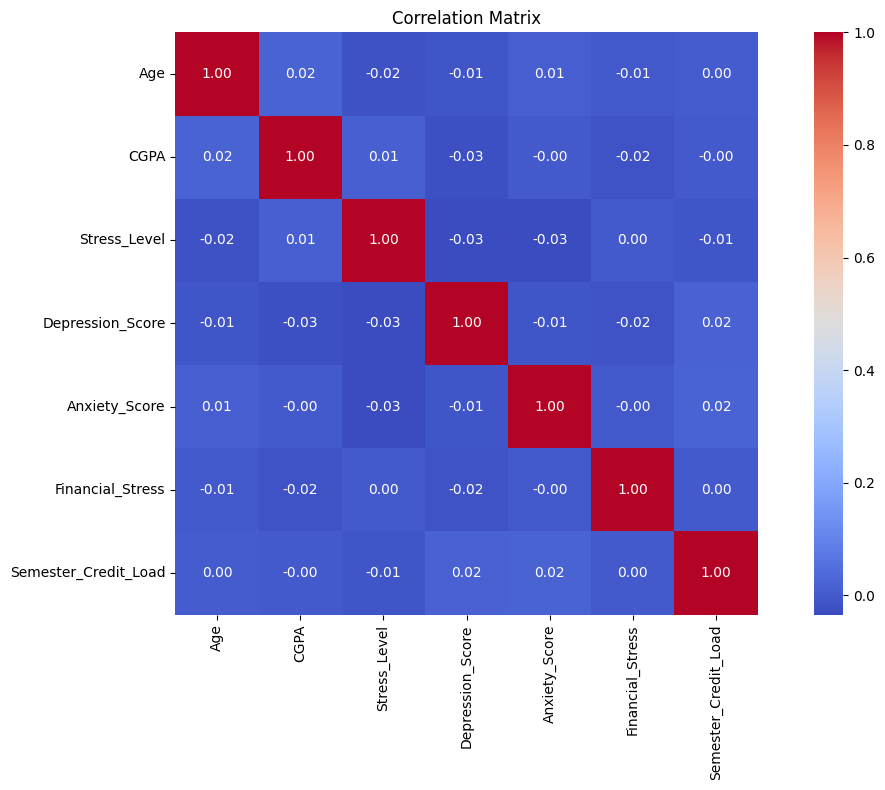 Correlation Matrix
Age 1.00 0.02 -0.02 -0.01 0.01 -0.01 0.00
CGPA 0.02 1.00 0.01 -0.03 -0.00 -0.02 -0.00
Stress_Level -0.02 0.01 1.00 -0.03 -0.03 0.00 -0.01
Depression_Score -0.01 -0.03 -0.03 1.00 -0.01 -0.02 0.02
Anxiety_Score 0.01 -0.00 -0.03 -0.01 1.00 -0.00 0.02
Financial_Stress -0.01 -0.02 0.00 -0.02 -0.00 1.00 0.00
Semester_Credit_Load 0.00 -0.00 -0.01 0.02 0.02 0.00 1.00
Age
CGPA
Stress_Level
Depression_Score
Anxiety_Score
Financial_Stress
Semester_Credit_Load
1.0
0.8
0.6
0.4
0.2
0.0